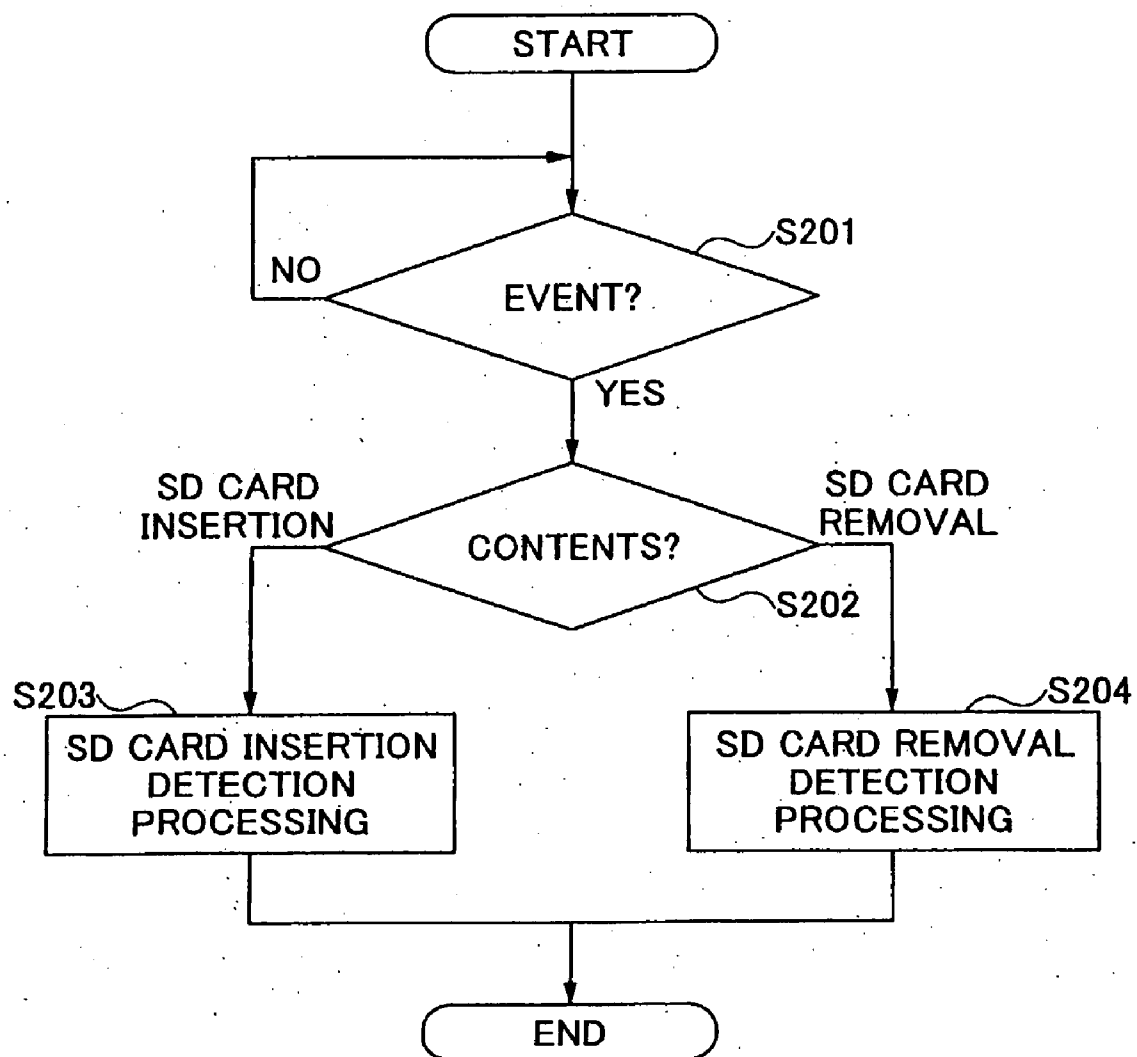 START
S201
NO
EVENT?
YES
SD CARD
INSERTION
SD CARD
REMOVAL
CONTENTS?
S202
S203
SD CARD INSERTION
DETECTION
PROCESSING
S204
SD CARD REMOVAL
DETECTION
PROCESSING
END